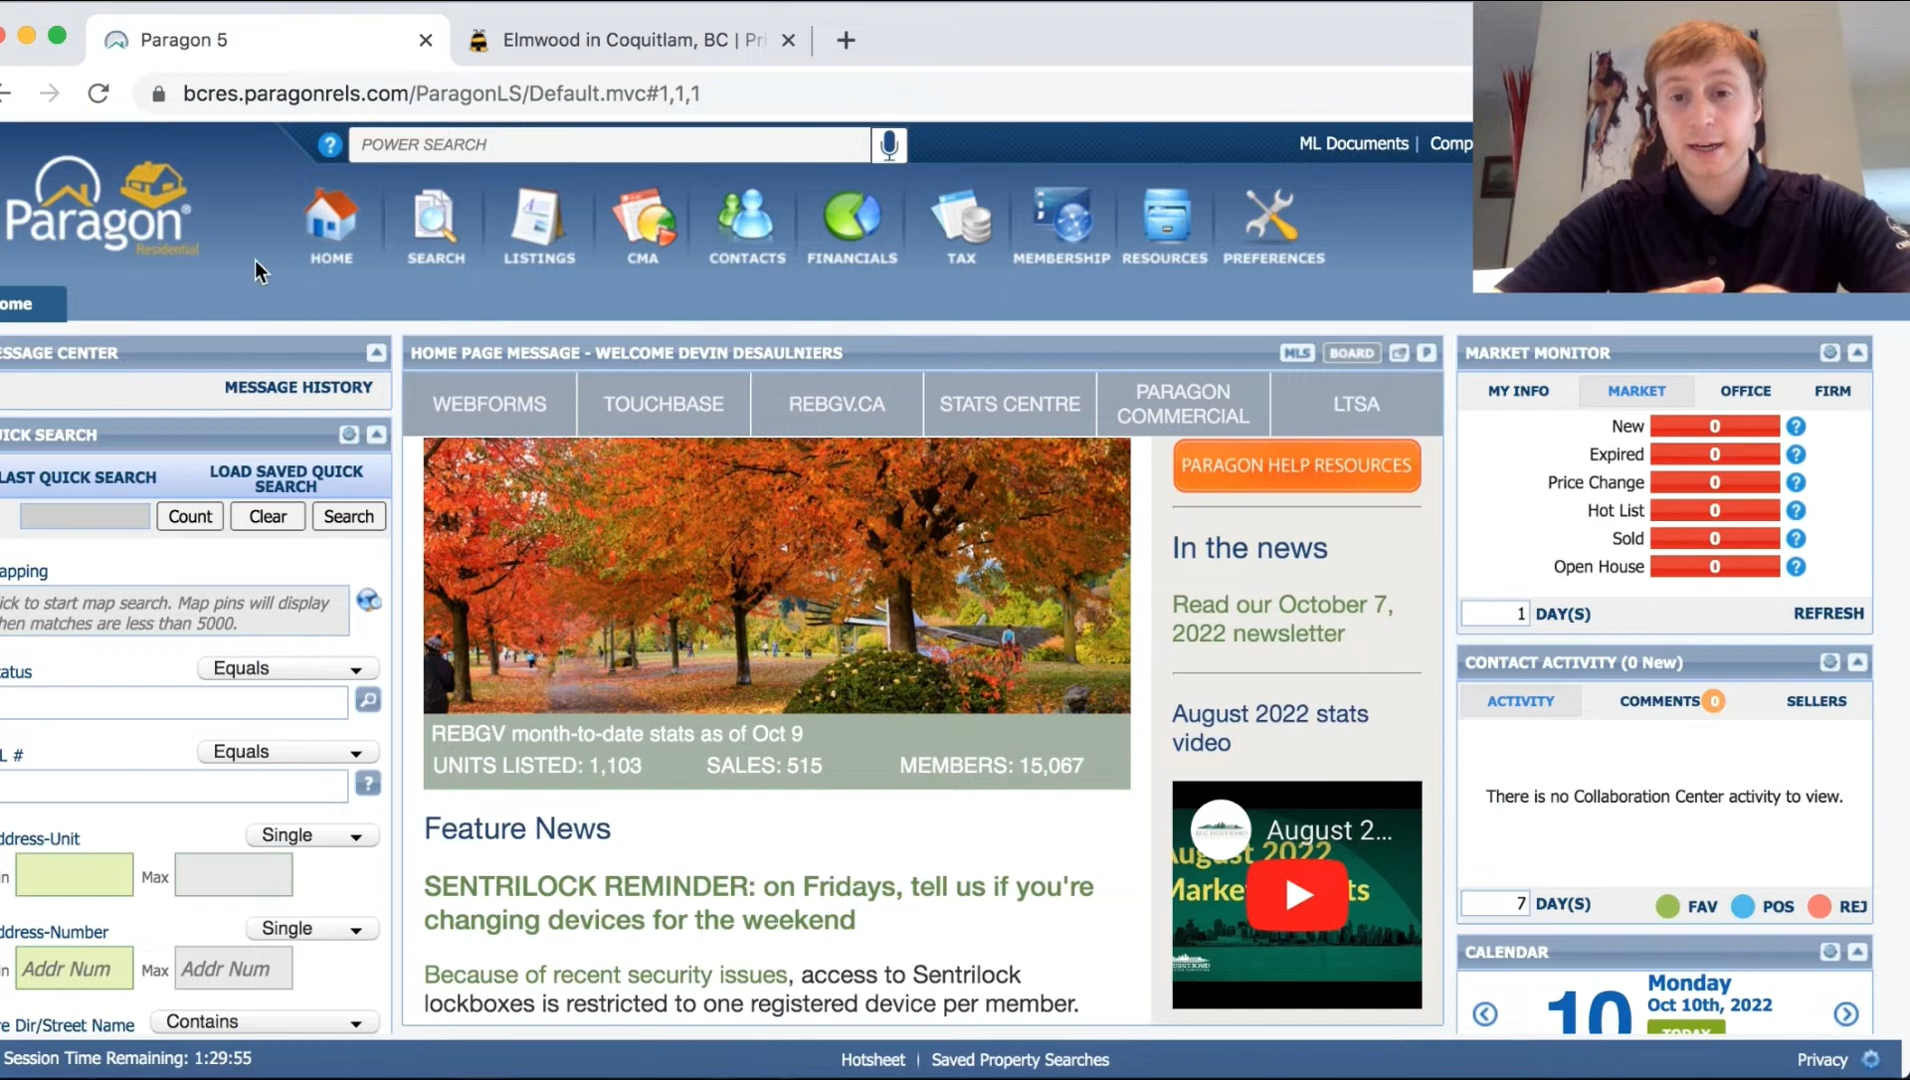 Paragon 5
Elmwood in Coquitlam, BC | Pri
bcres.paragonrels.com/ParagonLS/Default.mvc#1,1,1
POWER SEARCH
ML Documents | Comp
Paragon®
Residential
HOME
SEARCH
LISTINGS
CMA
CONTACTS
FINANCIALS
TAX
MEMBERSHIP
RESOURCES
PREFERENCES
ome
ESSAGE CENTER
MESSAGE HISTORY
UICK SEARCH
LAST QUICK SEARCH
LOAD SAVED QUICK
SEARCH
Count
Clear
Search
apping
ick to start map search. Map pins will display
hen matches are less than 5000.
tatus
Equals
L #
Equals
?
ddress-Unit
Single
in
Max
ddress-Number
Single
in
Addr Num
Max
Addr Num
re Dir/Street Name
Contains
HOME PAGE MESSAGE - WELCOME DEVIN DESAULNIERS
MLS
BOARD
P
WEBFORMS
TOUCHBASE
REBGV.CA
STATS CENTRE
PARAGON
COMMERCIAL
LTSA
REBGV month-to-date stats as of Oct 9
UNITS LISTED: 1,103
SALES: 515
MEMBERS: 15,067
Feature News
SENTRILOCK REMINDER: on Fridays, tell us if you're
changing devices for the weekend
Because of recent security issues, access to Sentrilock
lockboxes is restricted to one registered device per member.
PARAGON HELP RESOURCES
In the news
Read our October 7,
2022 newsletter
August 2022 stats
video
August 2...
August 2022
MARKET MONITOR
MY INFO
MARKET
OFFICE
FIRM
New 0 ?
Expired 0 ?
Price Change 0 ?
Hot List 0 ?
Sold 0 ?
Open House 0 ?
1 DAY(S)
REFRESH
CONTACT ACTIVITY (0 New)
ACTIVITY
COMMENTS 0
SELLERS
There is no Collaboration Center activity to view.
7 DAY(S)
FAV
POS
REJ
CALENDAR
10
Monday
Oct 10th, 2022
TODAY
Session Time Remaining: 1:29:55
Hotsheet | Saved Property Searches
Privacy